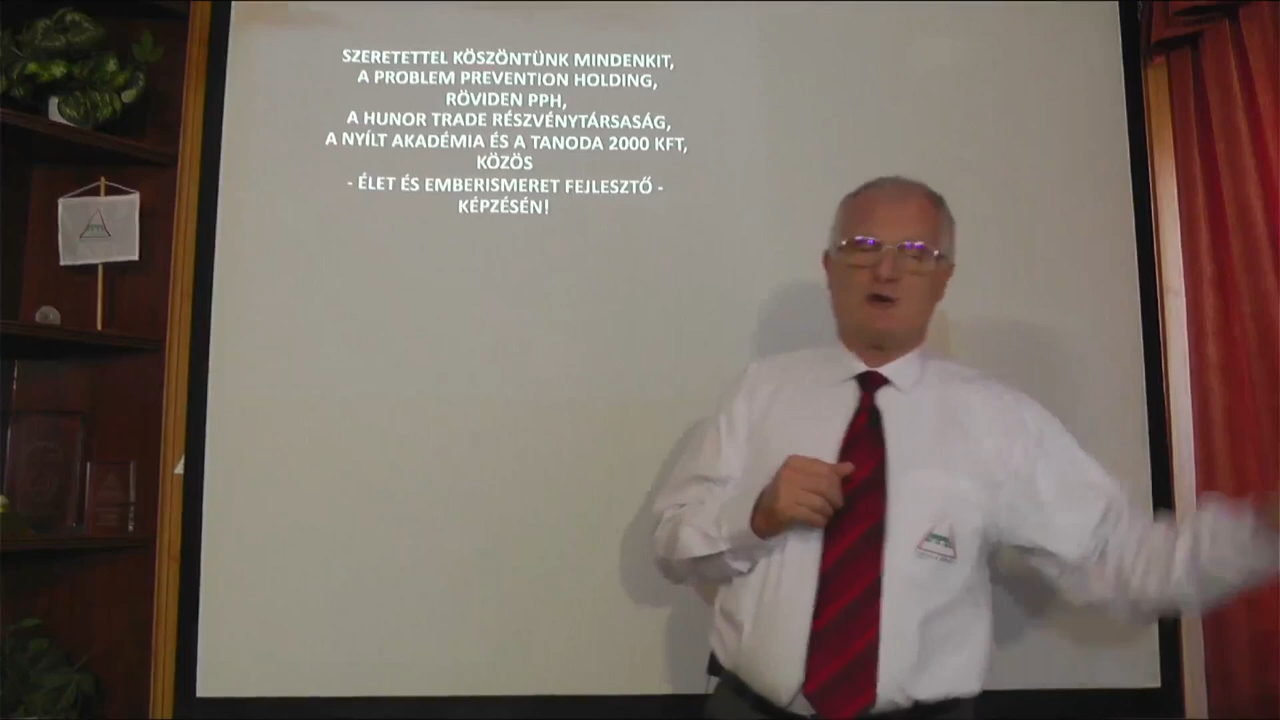 SZERETETTEL KÖSZÖNTÜNK MINDENKIT,
A PROBLEM PREVENTION HOLDING,
RÖVIDEN PPH,
A HUNOR TRADE RÉSZVÉNYTÁRSASÁG,
A NYÍLT AKADÉMIA ÉS A TANODA 2000 KFT,
KÖZÖS
- ÉLET ÉS EMBERISMERET FEJLESZTŐ -
KÉPZÉSÉN!